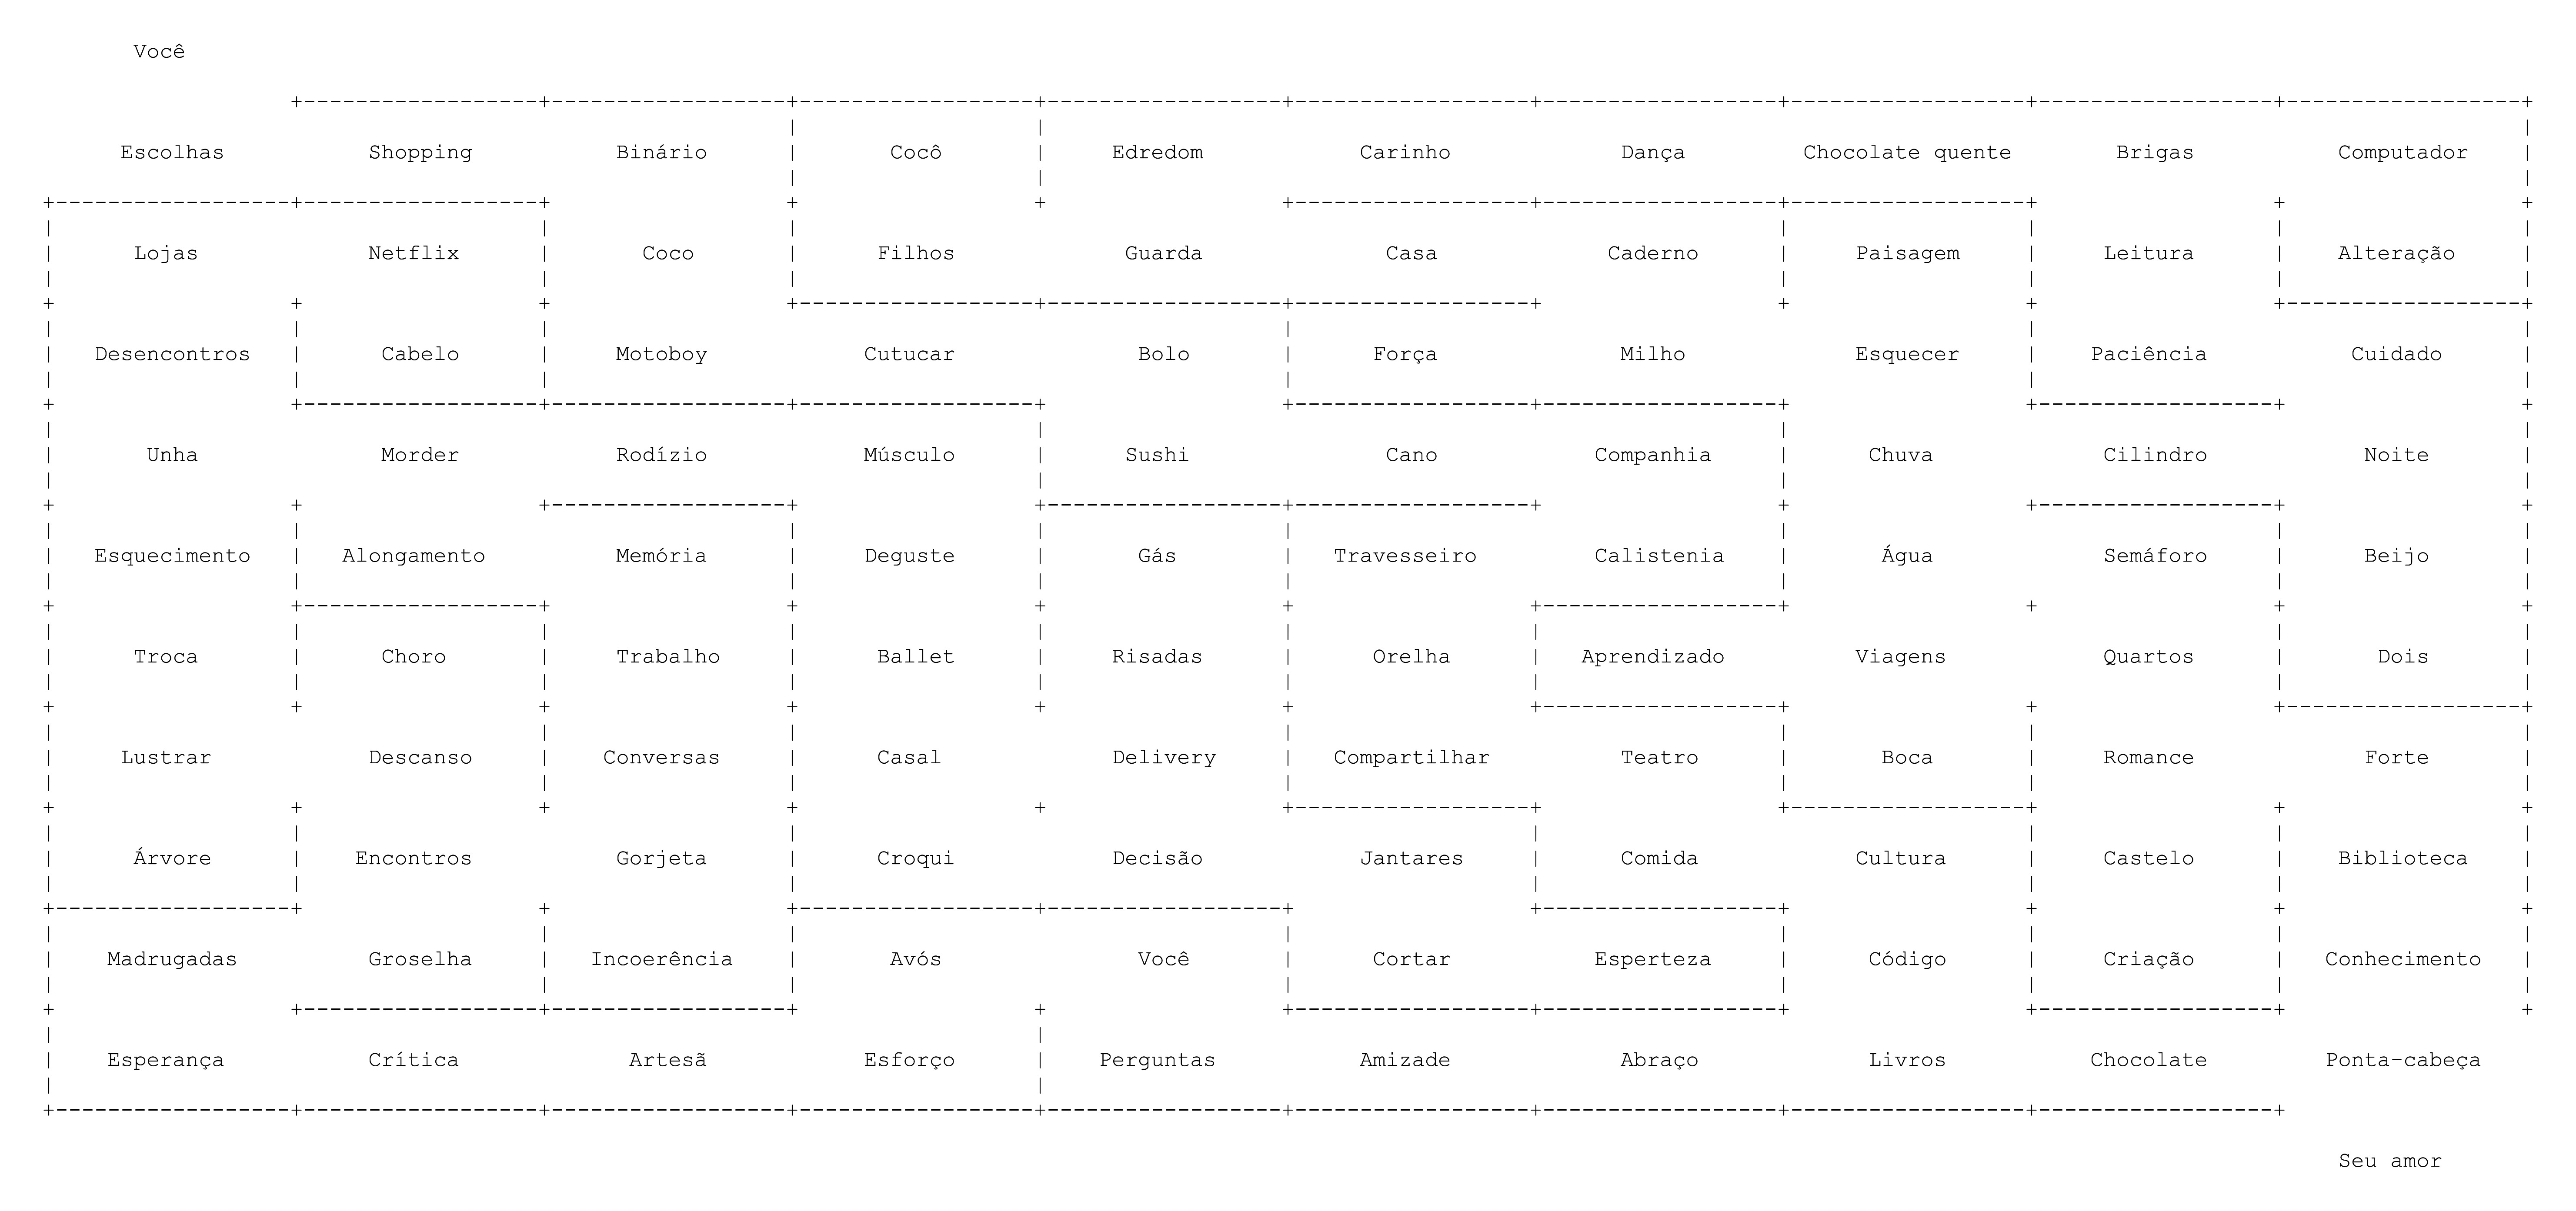 Você
Escolhas Shopping Binário Cocô Edredom Carinho Dança Chocolate quente Brigas Computador
Lojas Netflix Coco Filhos Guarda Casa Caderno Paisagem Leitura Alteração
Desencontros Cabelo Motoboy Cutucar Bolo Força Milho Esquecer Paciência Cuidado
Unha Morder Rodízio Músculo Sushi Cano Companhia Chuva Cilindro Noite
Esquecimento Alongamento Memória Deguste Gás Travesseiro Calistenia Água Semáforo Beijo
Troca Choro Trabalho Ballet Risadas Orelha Aprendizado Viagens Quartos Dois
Lustrar Descanso Conversas Casal Delivery Compartilhar Teatro Boca Romance Forte
Árvore Encontros Gorjeta Croqui Decisão Jantares Comida Cultura Castelo Biblioteca
Madrugadas Groselha Incoerência Avós Você Cortar Esperteza Código Criação Conhecimento
Esperança Crítica Artesã Esforço Perguntas Amizade Abraço Livros Chocolate Ponta-cabeça
Seu amor